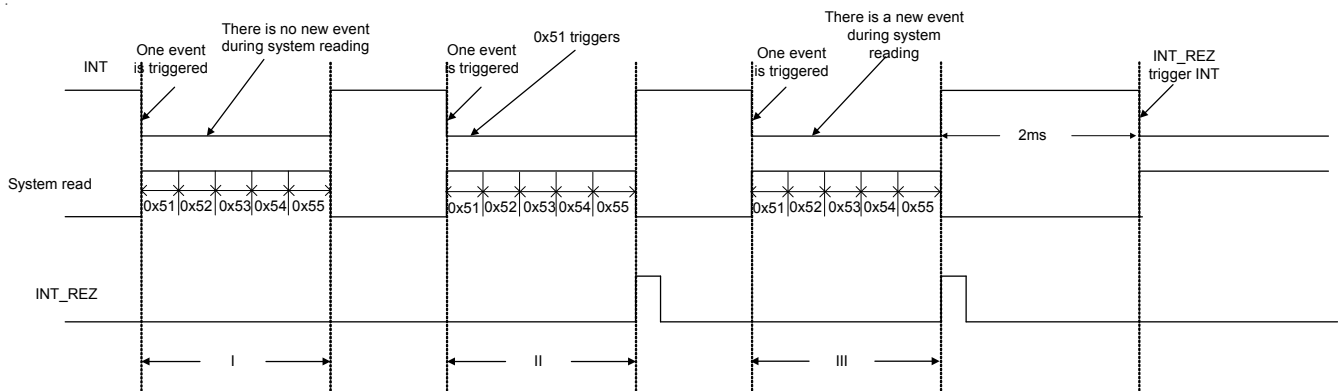 There is no new event
during system reading
One event
is triggered
INT
One event
is triggered
0x51 triggers
There is a new event
during system
reading
One event
is triggered
INT_REZ
trigger INT
2ms
System read
0x51 0x52 0x53 0x54 0x55
0x51 0x52 0x53 0x54 0x55
0x51 0x52 0x53 0x54 0x55
INT_REZ
I
II
III